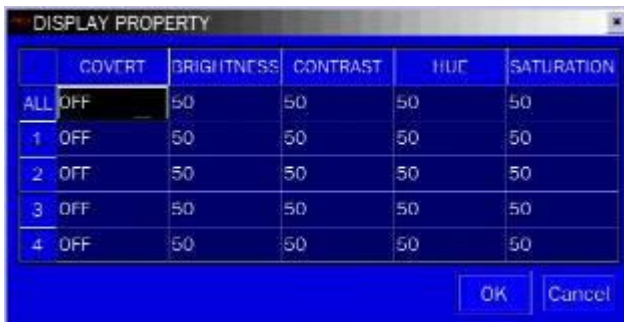 DISPLAY PROPERTY
COVERT BRIGHTNESS CONTRAST HUE SATURATION
ALL OFF 50 50 50 50
1 OFF 50 50 50 50
2 OFF 50 50 50 50
3 OFF 50 50 50 50
4 OFF 50 50 50 50
OK Cancel